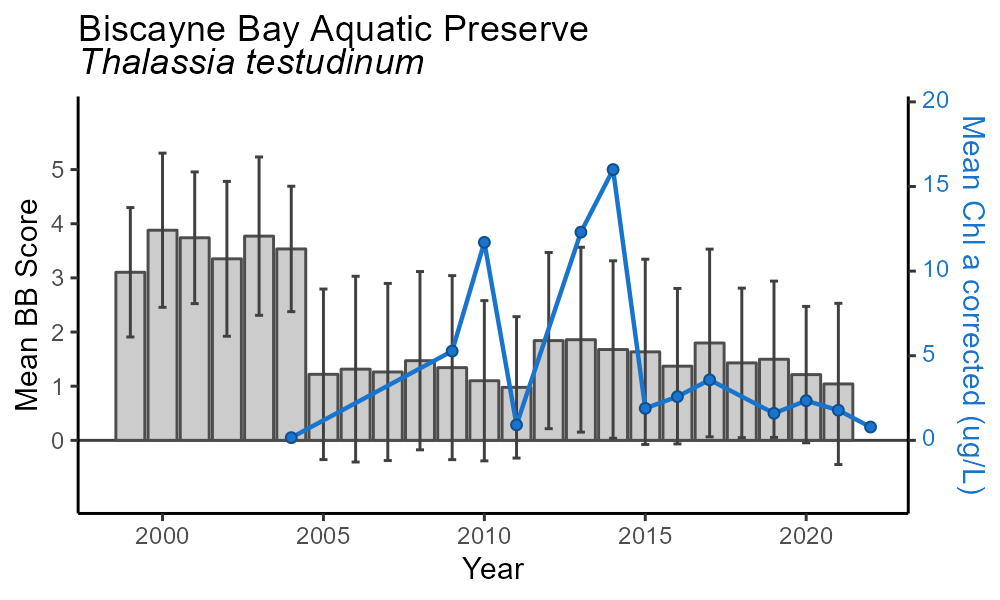 Biscayne Bay Aquatic Preserve
Thalassia testudinum
Mean BB Score
5
4
3
2
1
0
20
15
10
5
0
Mean Chl a corrected (ug/L)
2000 2005 2010 2015 2020
Year